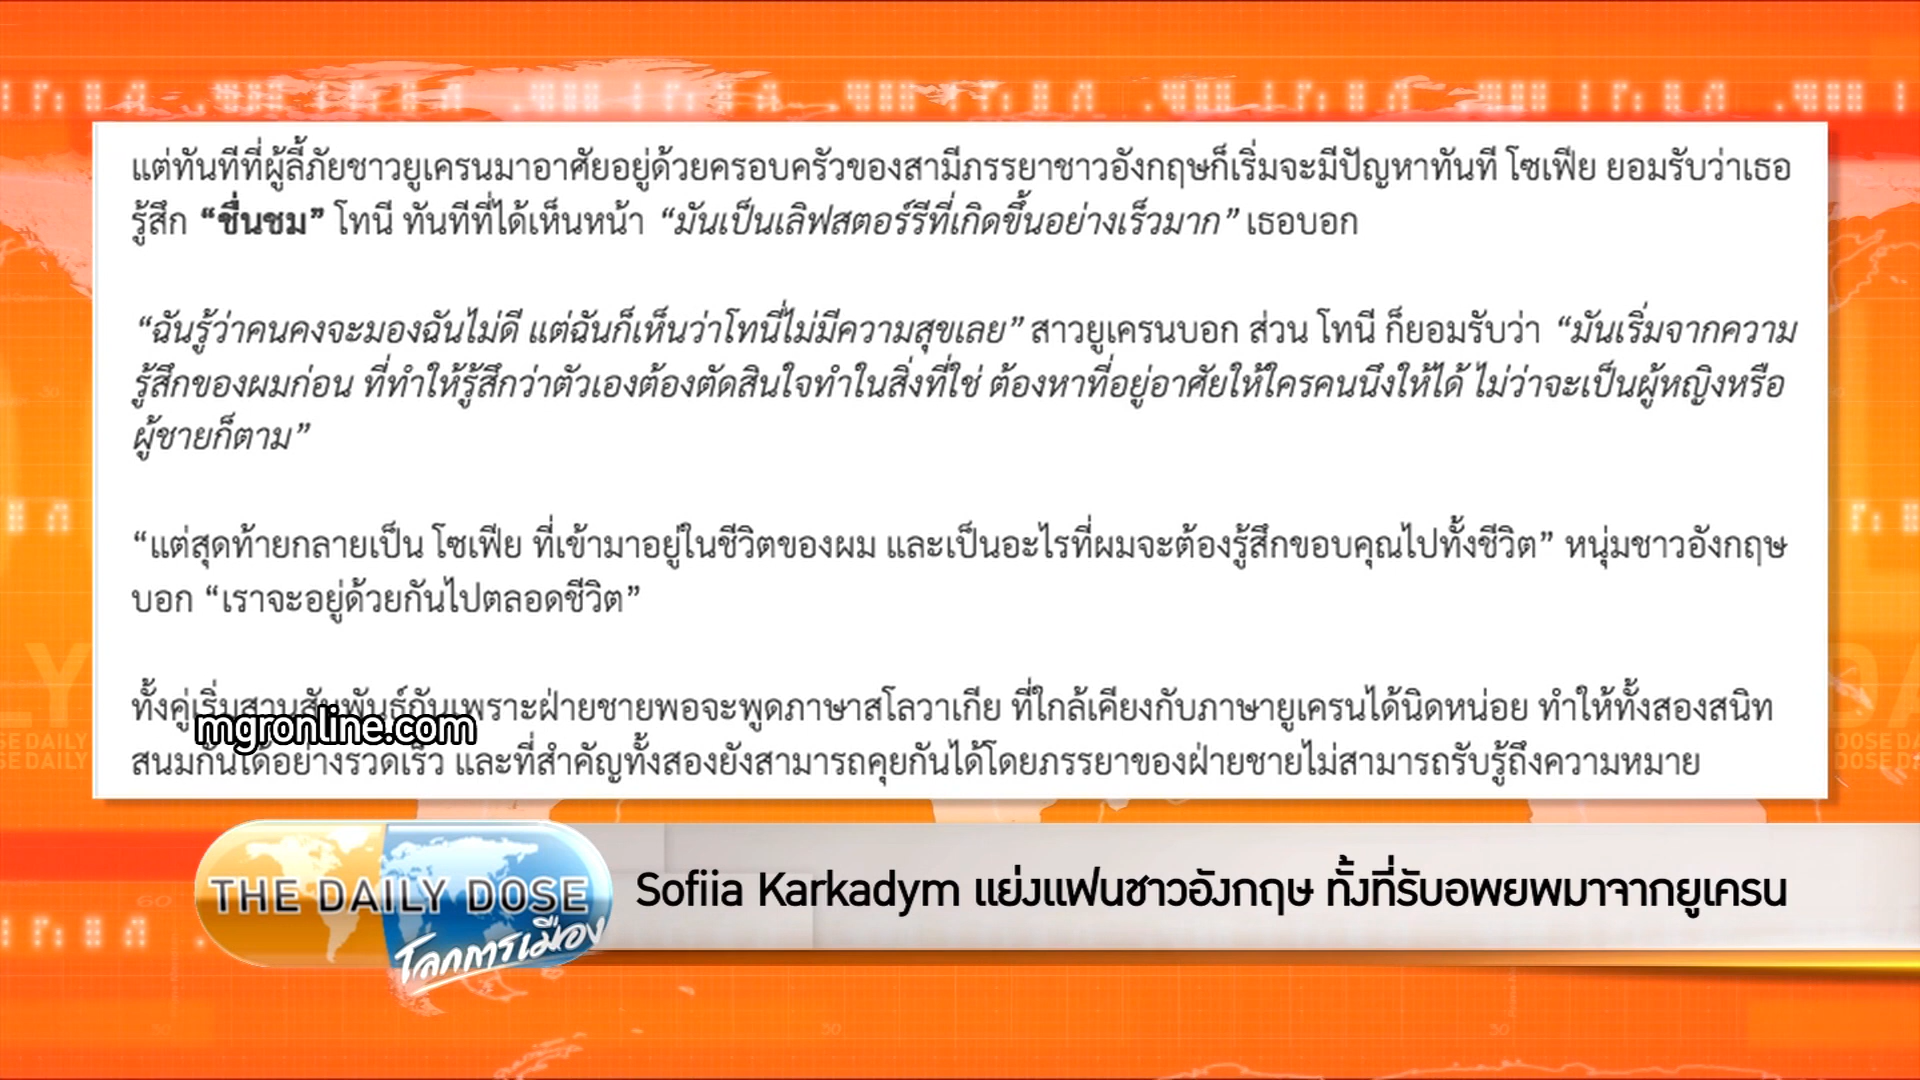 แต่ทันทีที่ผู้ลี้ภัยชาวยูเครนมาอาศัยอยู่ด้วยครอบครัวของสามีภรรยาชาวอังกฤษก็เริ่มจะมีปัญหาทันที โซเฟีย ยอมรับว่าเธอ
รู้สึก “ชื่นชม” โทนี ทันทีที่ได้เห็นหน้า “มันเป็นเลิฟสตอร์รีที่เกิดขึ้นอย่างเร็วมาก” เธอบอก
“ฉันรู้ว่าคนคงจะมองฉันไม่ดี แต่ฉันก็เห็นว่าโทนี่ไม่มีความสุขเลย” สาวยูเครนบอก ส่วน โทนี ก็ยอมรับว่า “มันเริ่มจากความ
รู้สึกของผมก่อน ที่ทำให้รู้สึกว่าตัวเองต้องตัดสินใจทำในสิ่งที่ใช่ ต้องหาที่อยู่อาศัยให้ใครคนนึงให้ได้ ไม่ว่าจะเป็นผู้หญิงหรือ
ผู้ชายก็ตาม”
“แต่สุดท้ายกลายเป็น โซเฟีย ที่เข้ามาอยู่ในชีวิตของผม และเป็นอะไรที่ผมจะต้องรู้สึกขอบคุณไปทั้งชีวิต” หนุ่มชาวอังกฤษ
บอก “เราจะอยู่ด้วยกันไปตลอดชีวิต”
ทั้งคู่เริ่มสานสัมพันธ์กันเพราะฝ่ายชายพอจะพูดภาษาสโลวาเกีย ที่ใกล้เคียงกับภาษายูเครนได้นิดหน่อย ทำให้ทั้งสองสนิท
mgronline.com
สนมกันได้อย่างรวดเร็ว และที่สำคัญทั้งสองยังสามารถคุยกันได้โดยภรรยาของฝ่ายชายไม่สามารถรับรู้ถึงความหมาย
THE DAILY DOSE
โลกการเมือง
Sofiia Karkadym แย่งแฟนชาวอังกฤษ ทั้งที่รับอพยพมาจากยูเครน